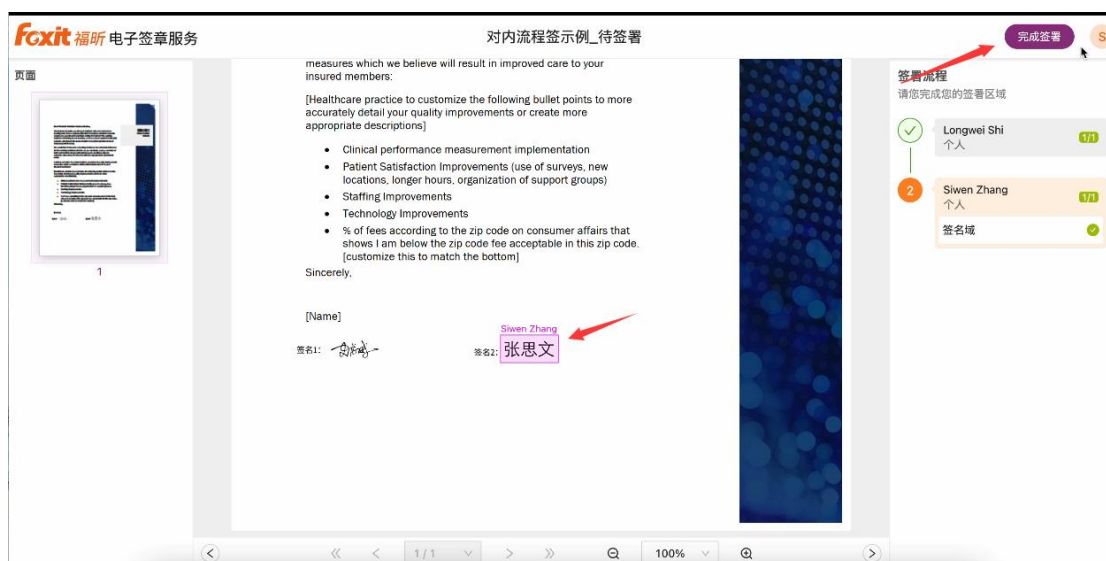 Foxit 福昕 电子签章服务
对内流程签示例_待签署
完成签署
S
页面
1
measures which we believe will result in improved care to your
insured members:
[Healthcare practice to customize the following bullet points to more
accurately detail your quality improvements or create more
appropriate descriptions]
• Clinical performance measurement implementation
• Patient Satisfaction Improvements (use of surveys, new
locations, longer hours, organization of support groups)
• Staffing Improvements
• Technology Improvements
• % of fees according to the zip code on consumer affairs that
shows I am below the zip code fee acceptable in this zip code.
[customize this to match the bottom]
Sincerely,
[Name]
Siwen Zhang
签名1:
签名2: 张思文
签署流程
请您完成您的签署区域
Longwei Shi
个人
1/1
2
Siwen Zhang
个人
1/1
签名域
1 / 1
100%